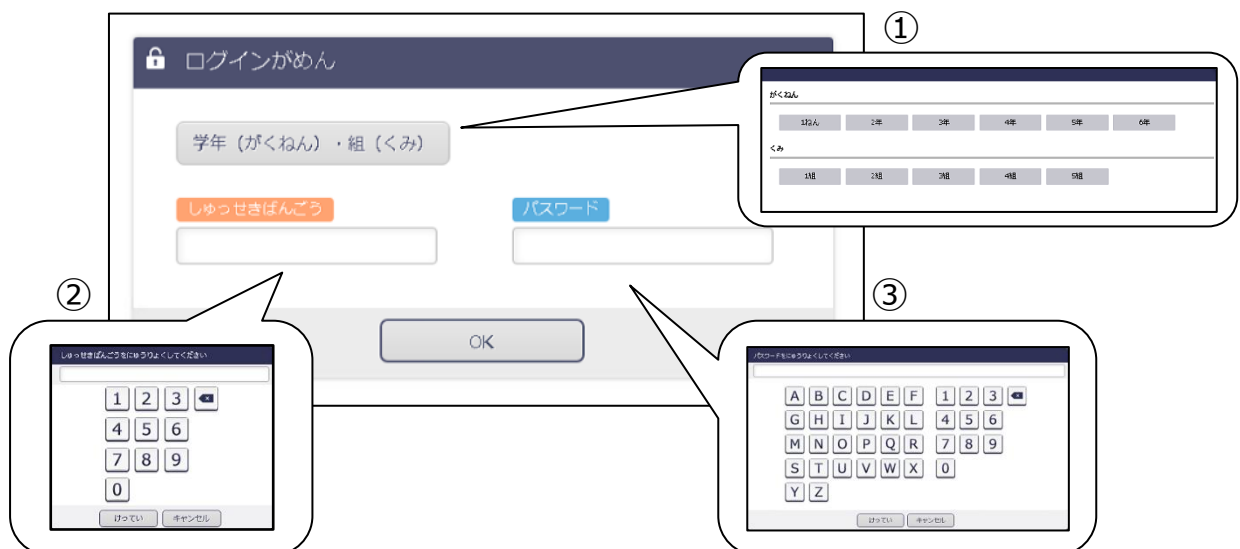 ①
ログインがめん
がくねん
1ねん 2年 3年 4年 5年 6年
くみ
1組 2組 3組 4組 5組
学年（がくねん）・組（くみ）
しゅっせきばんごう パスワード
OK
②
しゅっせきばんごうをにゅうりょくしてください
1 2 3
4 5 6
7 8 9
0
けってい キャンセル
③
パスワードをにゅうりょくしてください
A B C D E F 1 2 3
G H I J K L 4 5 6
M N O P Q R 7 8 9
S T U V W X 0
Y Z
けってい キャンセル